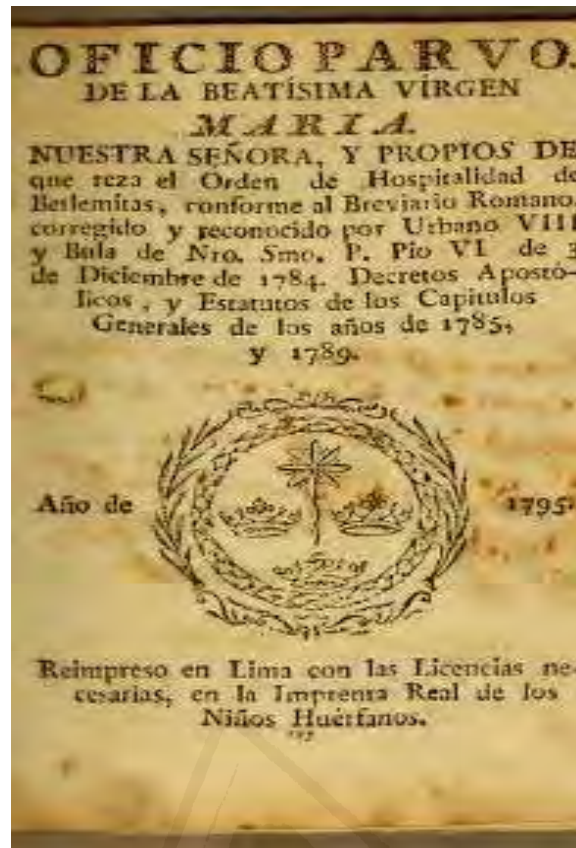 OFICIO PARVO.
DE LA BEATÍSIMA VÍRGEN
MARIA
NUESTRA SEÑORA, Y PROPIOS DE
que reza el Orden de Hospitalidad de
Betlemitas, conforme al Breviario Romano,
corregido y reconocido por Urbano VIII
y Bula de Nro. Smo. P. Pio VI de 3
de Diciembre de 1784. Decretos Apostó-
licos, y Estatutos de los Capítulos
Generales de los años de 1785,
y 1789.
Año de 1795.
Reimpreso en Lima con las Licencias ne-
cesarias, en la Imprenta Real de los
Niños Huérfanos.